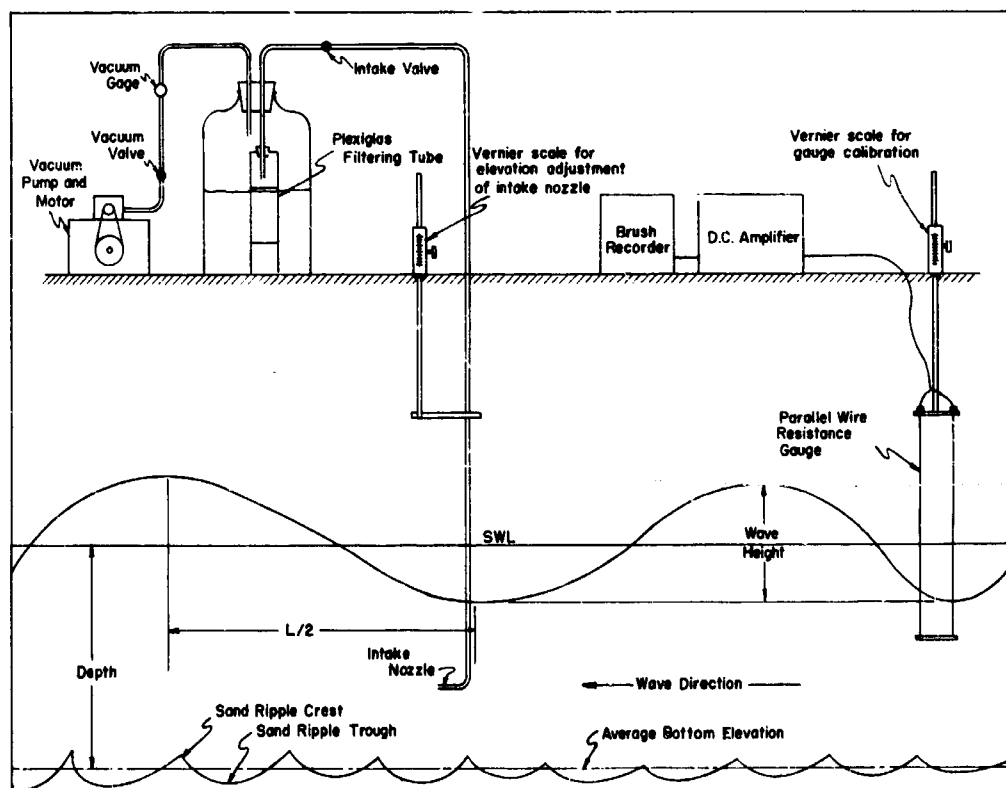 Intake Valve
Vacuum
Gage
Vacuum
Valve
Vacuum
Pump and
Motor
Plexiglas
Filtering Tube
Vernier scale for
elevation adjustment
of intake nozzle
Vernier scale for
gauge calibration
Brush
Recorder
D.C. Amplifier
Parallel Wire
Resistance
Gauge
SWL
Wave
Height
L/2
Intake
Nozzle
Depth
Wave Direction
Sand Ripple Crest
Sand Ripple Trough
Average Bottom Elevation